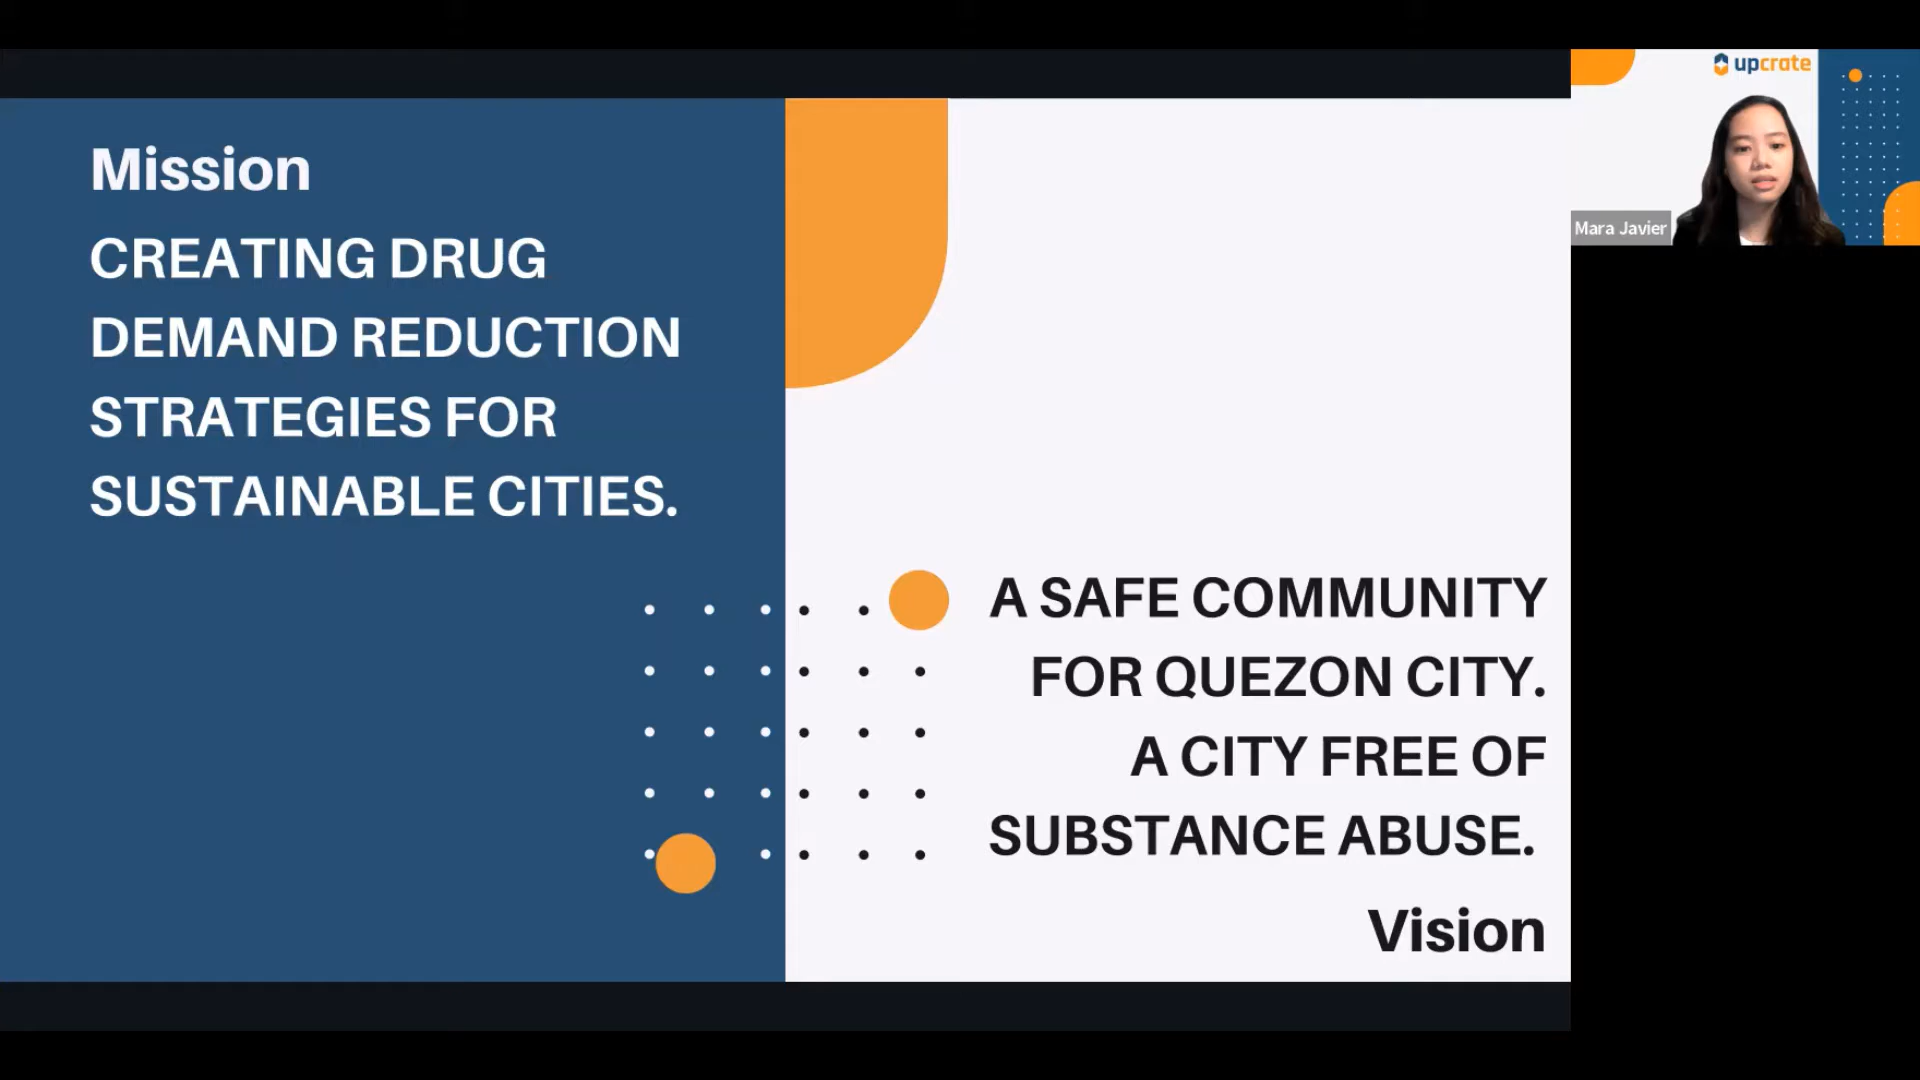 Mission
CREATING DRUG
DEMAND REDUCTION
STRATEGIES FOR
SUSTAINABLE CITIES.
A SAFE COMMUNITY
FOR QUEZON CITY.
A CITY FREE OF
SUBSTANCE ABUSE.
Vision
upcrate
Mara Javier